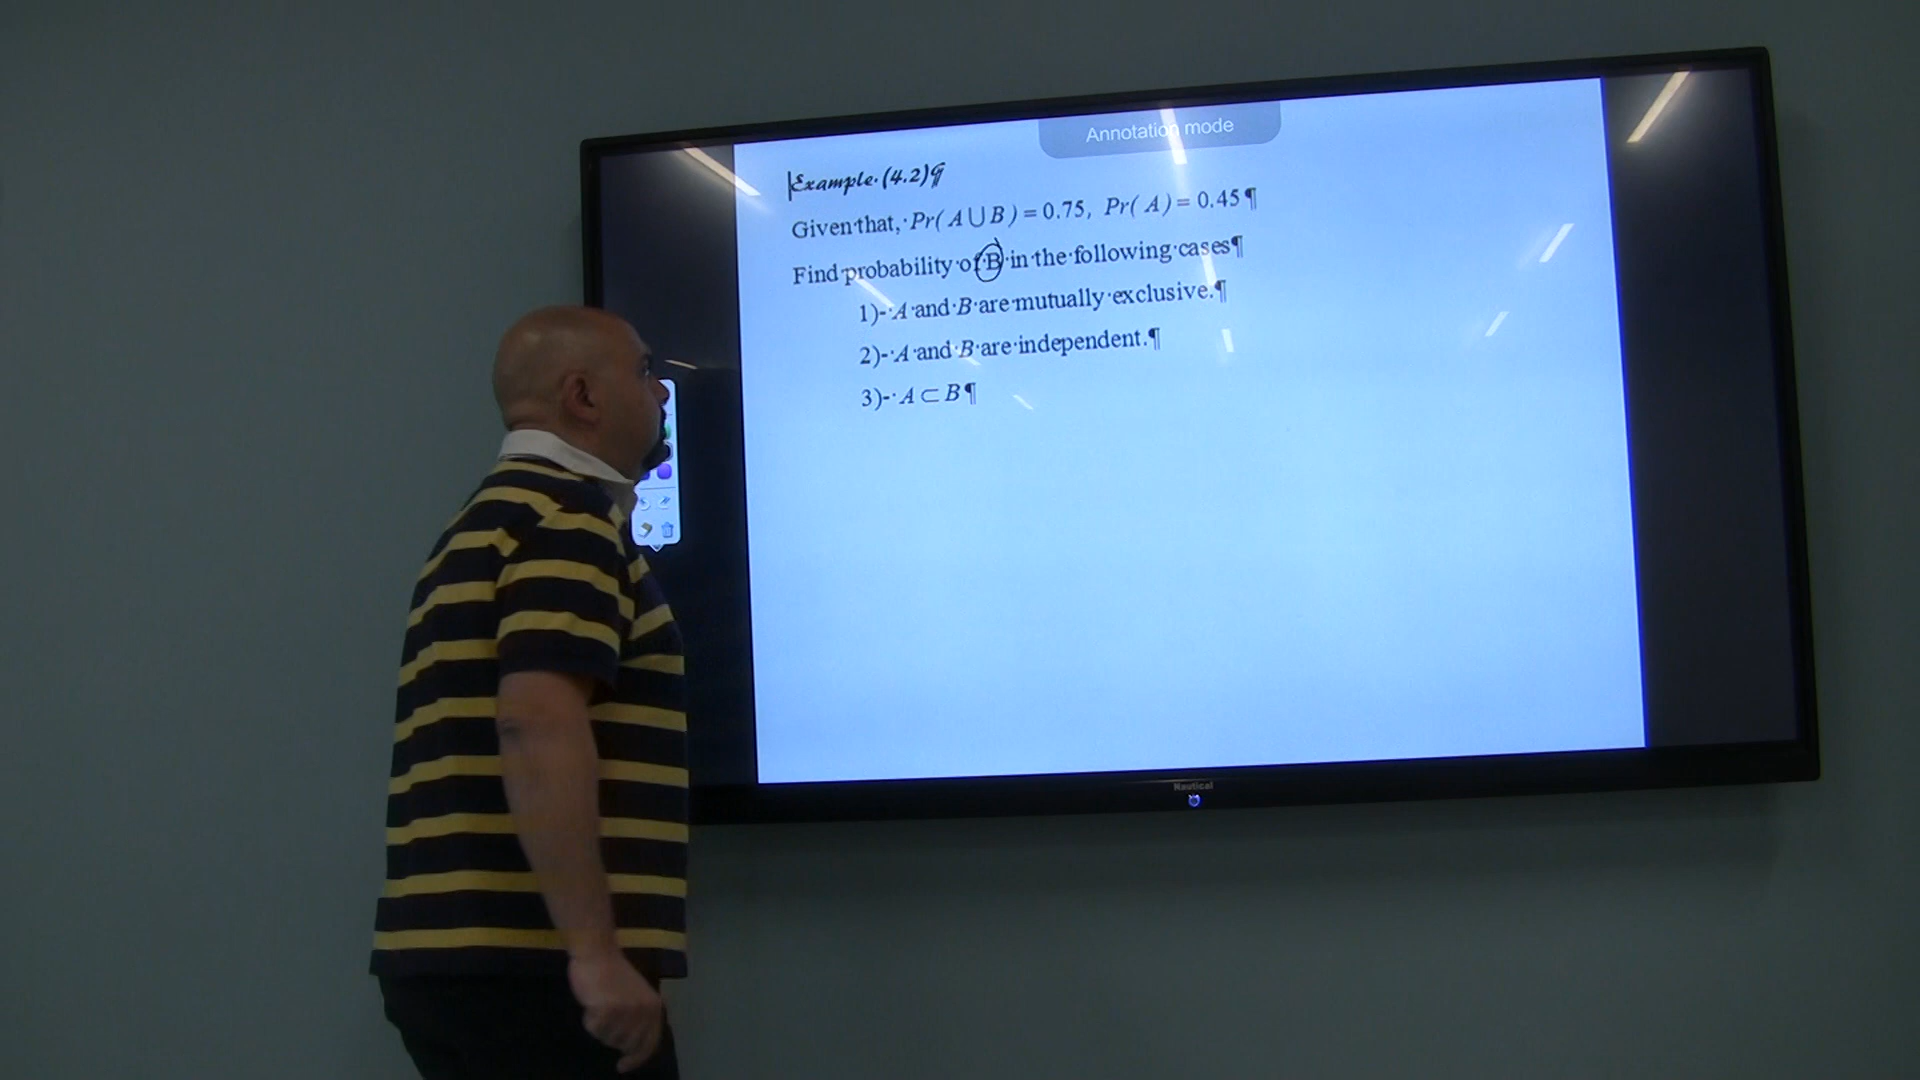 Annotation mode
Example·(4.2)¶
Given·that,· Pr( A ∪ B ) = 0.75, Pr( A ) = 0.45 ¶
Find·probability·of·B·in·the·following·cases¶
1)-·A·and·B·are·mutually·exclusive.¶
2)-·A·and·B·are·independent.¶
3)-· A ⊂ B ¶
Nautical